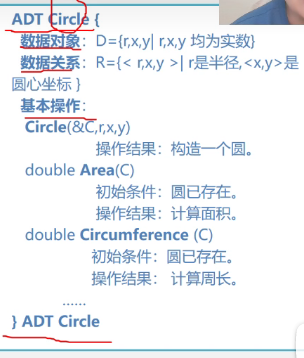 ADT Circle {
数据对象：D={r,x,y| r,x,y 均为实数}
数据关系：R={< r,x,y >| r是半径,<x,y>是
圆心坐标 }
基本操作：
Circle(&C,r,x,y)
操作结果：构造一个圆。
double Area(C)
初始条件：圆已存在。
操作结果：计算面积。
double Circumference (C)
初始条件：圆已存在。
操作结果： 计算周长。
......
} ADT Circle